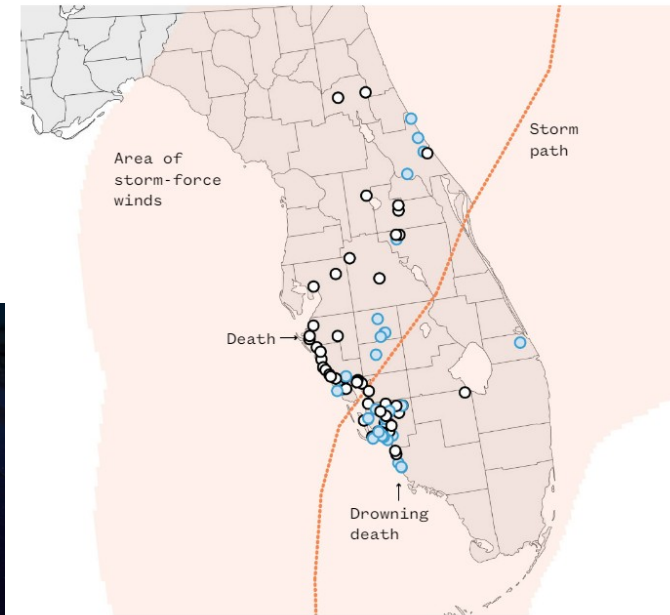 Area of
storm-force
winds
Storm
path
Death
Drowning
death